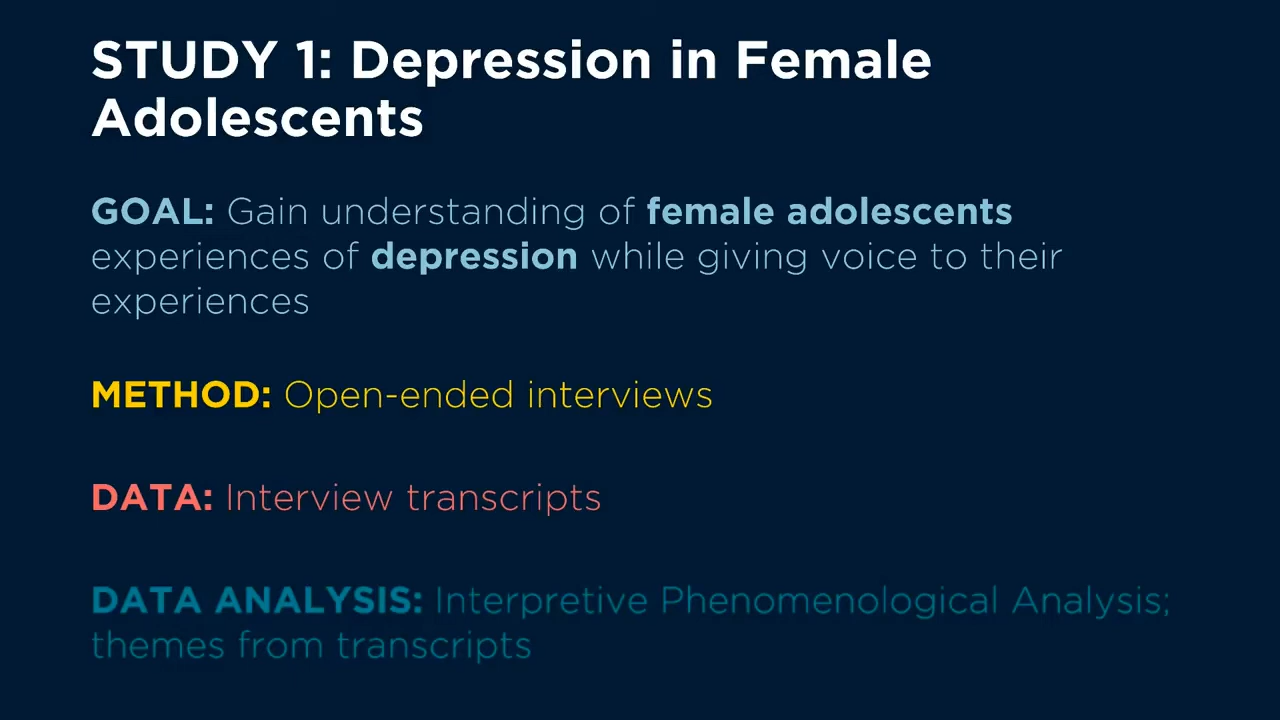 STUDY 1: Depression in Female
Adolescents
GOAL: Gain understanding of female adolescents
experiences of depression while giving voice to their
experiences
METHOD: Open-ended interviews
DATA: Interview transcripts
DATA ANALYSIS: Interpretive Phenomenological Analysis;
themes from transcripts